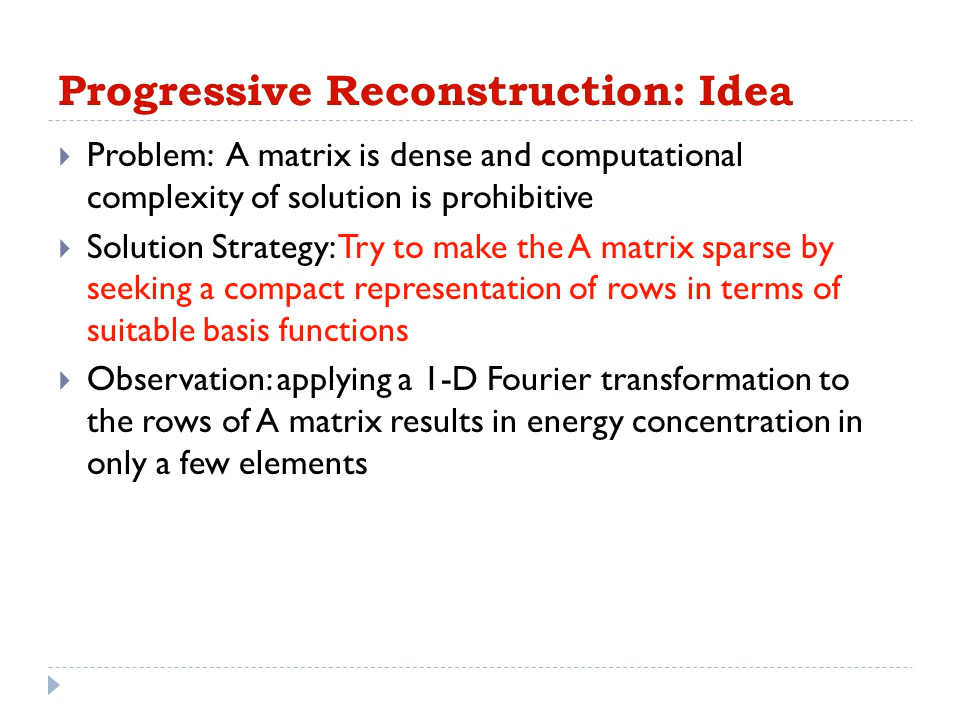 Progressive Reconstruction: Idea
Problem: A matrix is dense and computational
complexity of solution is prohibitive
Solution Strategy: Try to make the A matrix sparse by
seeking a compact representation of rows in terms of
suitable basis functions
Observation: applying a 1-D Fourier transformation to
the rows of A matrix results in energy concentration in
only a few elements